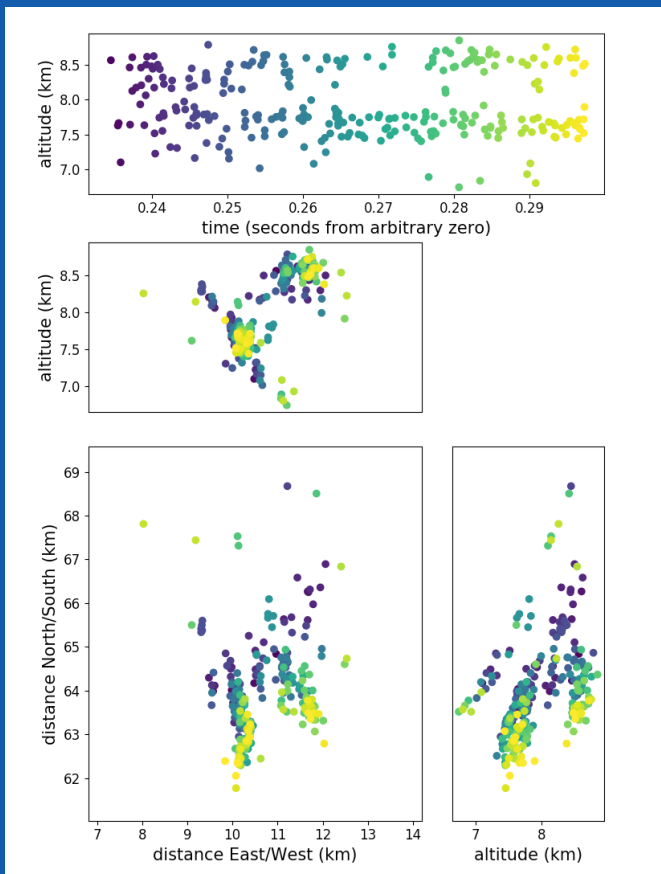 altitude (km)
8.5
8.0
7.5
7.0
0.24 0.25 0.26 0.27 0.28 0.29
time (seconds from arbitrary zero)
altitude (km)
8.5
8.0
7.5
7.0
distance North/South (km)
69
68
67
66
65
64
63
62
7 8 9 10 11 12 13 14
distance East/West (km)
7 8
altitude (km)